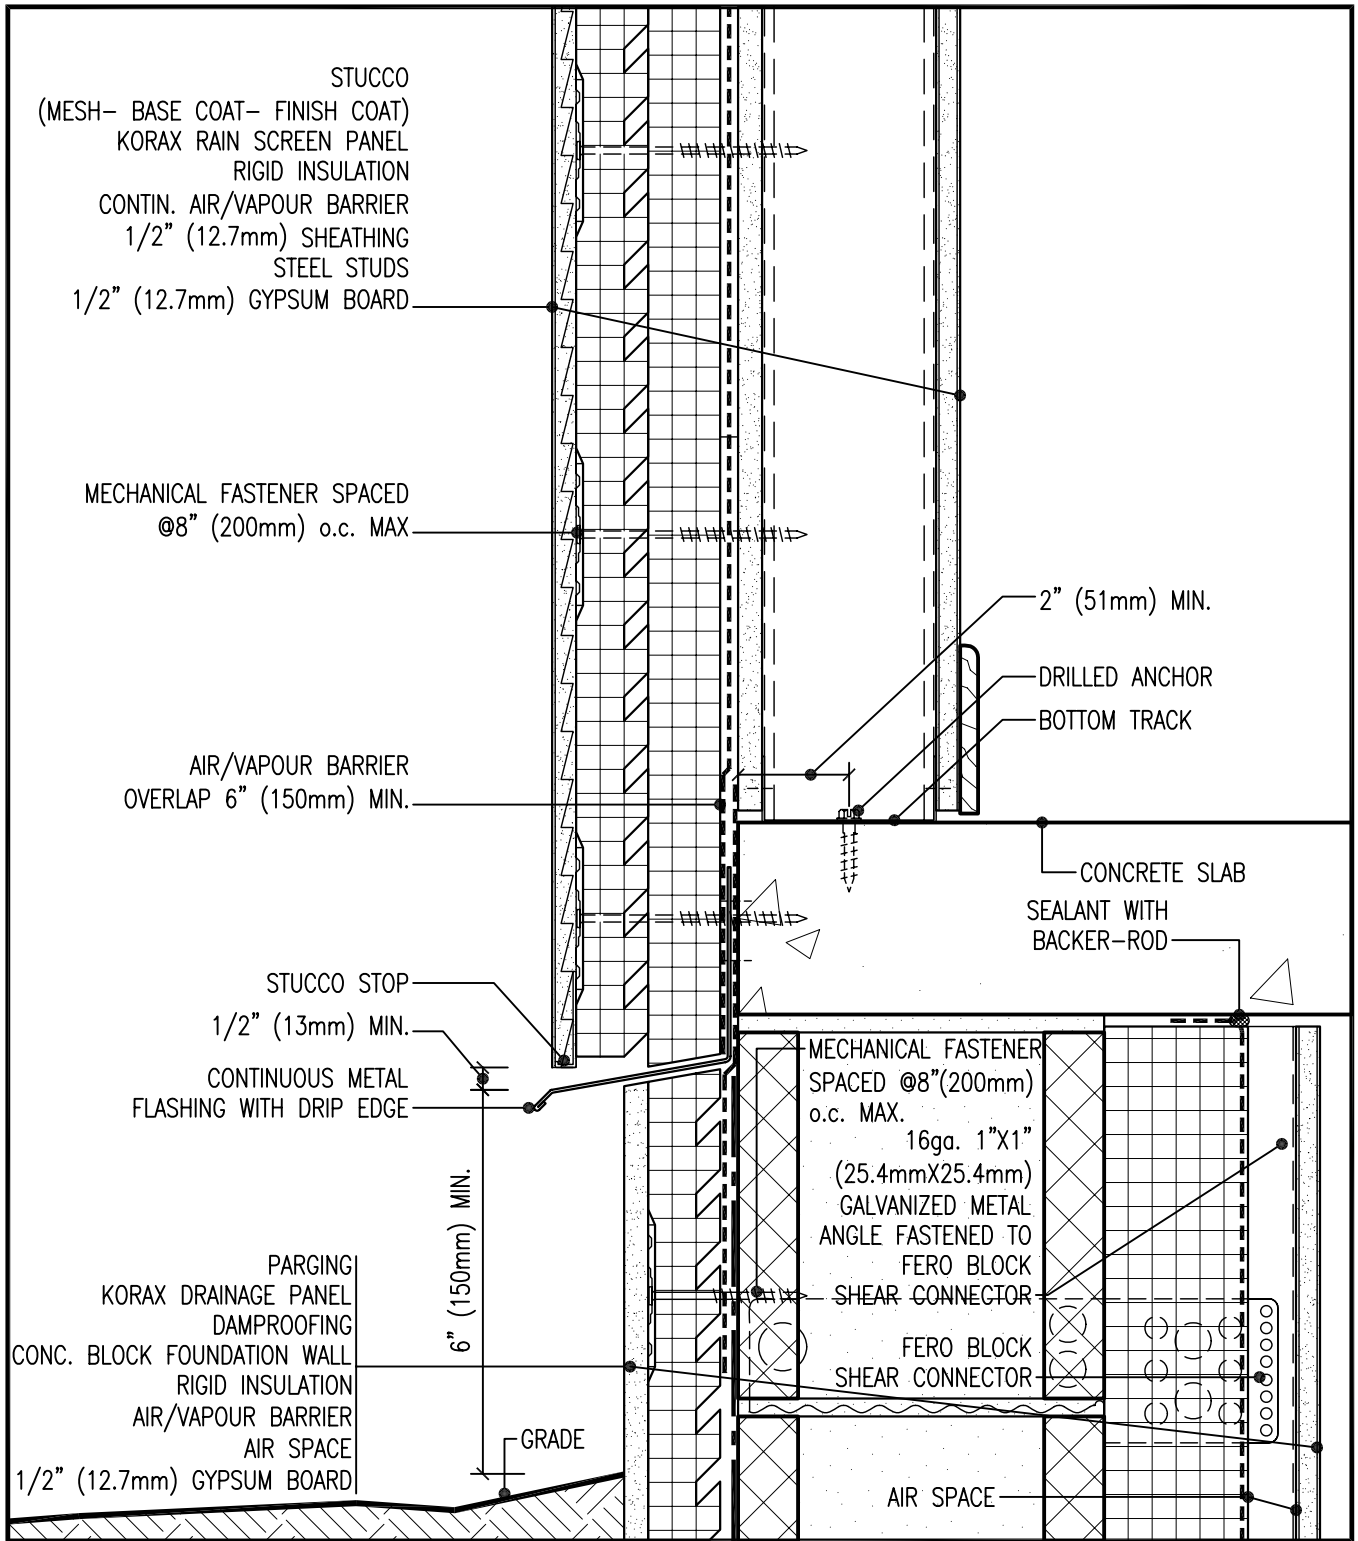 STUCCO
(MESH- BASE COAT- FINISH COAT)
KORAX RAIN SCREEN PANEL
RIGID INSULATION
CONTIN. AIR/VAPOUR BARRIER
1/2" (12.7mm) SHEATHING
STEEL STUDS
1/2" (12.7mm) GYPSUM BOARD
MECHANICAL FASTENER SPACED
@8" (200mm) o.c. MAX
2" (51mm) MIN.
DRILLED ANCHOR
BOTTOM TRACK
AIR/VAPOUR BARRIER
OVERLAP 6" (150mm) MIN.
CONCRETE SLAB
SEALANT WITH
BACKER-ROD
STUCCO STOP
1/2" (13mm) MIN.
CONTINUOUS METAL
FLASHING WITH DRIP EDGE
MECHANICAL FASTENER
SPACED @8"(200mm)
o.c. MAX.
16ga. 1"X1"
(25.4mmX25.4mm)
GALVANIZED METAL
ANGLE FASTENED TO
FERO BLOCK
SHEAR CONNECTOR
FERO BLOCK
SHEAR CONNECTOR
6" (150mm) MIN.
PARGING
KORAX DRAINAGE PANEL
DAMPROOFING
CONC. BLOCK FOUNDATION WALL
RIGID INSULATION
AIR/VAPOUR BARRIER
AIR SPACE
1/2" (12.7mm) GYPSUM BOARD
GRADE
AIR SPACE